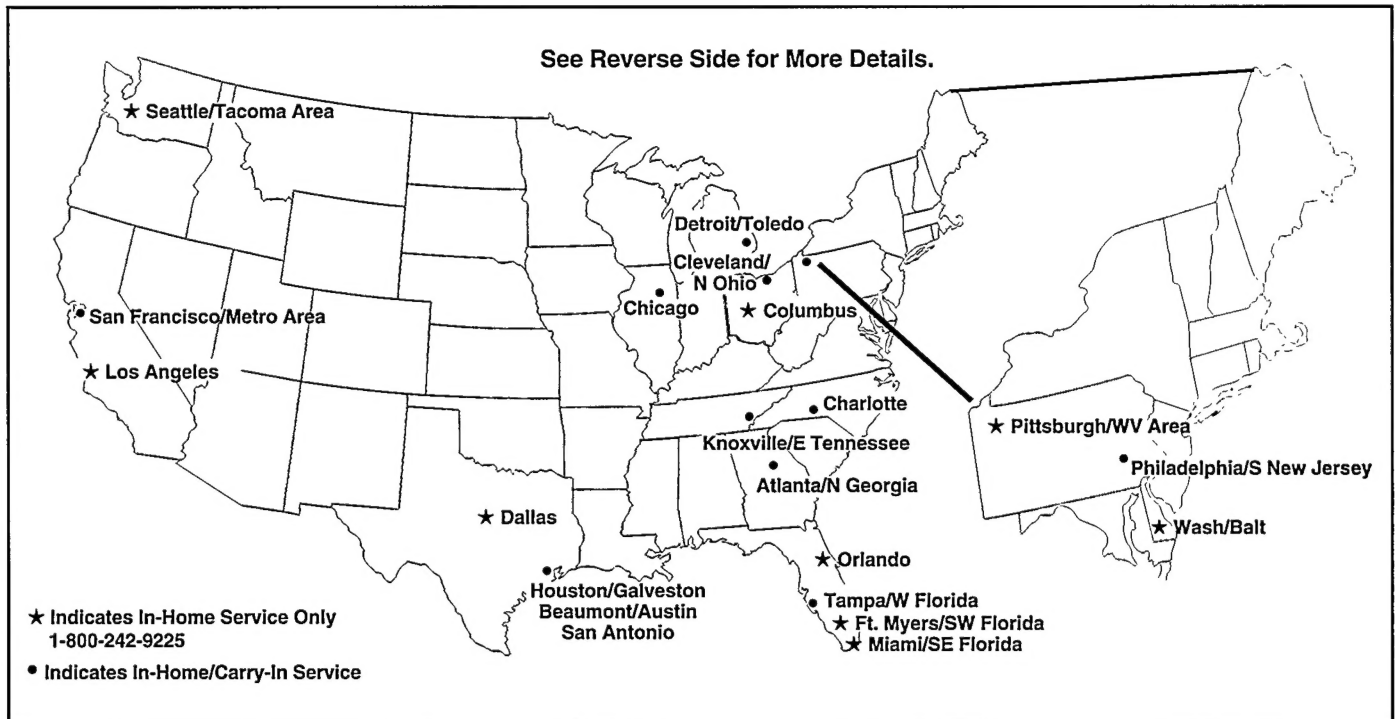 See Reverse Side for More Details.
Seattle/Tacoma Area
Detroit/Toledo
Cleveland/
N Ohio
Chicago
Columbus
San Francisco/Metro Area
Los Angeles
Charlotte
Knoxville/E Tennessee
Atlanta/N Georgia
Pittsburgh/WV Area
Philadelphia/S New Jersey
Wash/Balt
Dallas
Orlando
Houston/Galveston
Beaumont/Austin
San Antonio
Tampa/W Florida
Ft. Myers/SW Florida
Miami/SE Florida
★ Indicates In-Home Service Only
1-800-242-9225
• Indicates In-Home/Carry-In Service